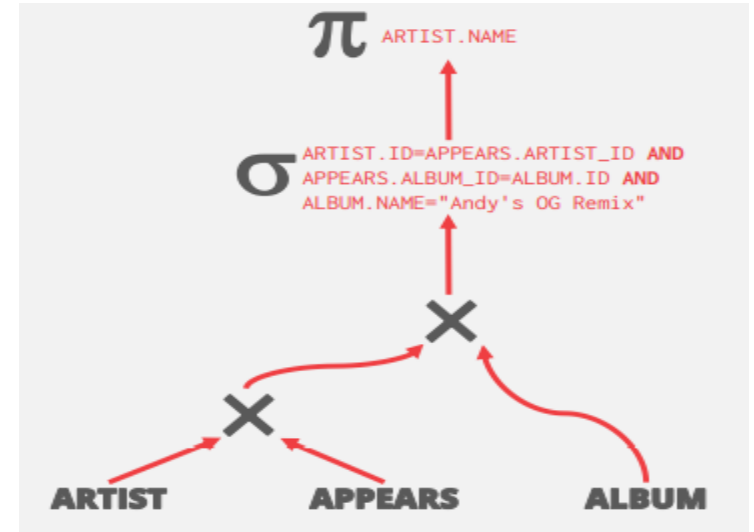 π ARTIST.NAME
σ ARTIST.ID=APPEARS.ARTIST_ID AND
APPEARS.ALBUM_ID=ALBUM.ID AND
ALBUM.NAME="Andy's OG Remix"
×
×
ARTIST APPEARS ALBUM